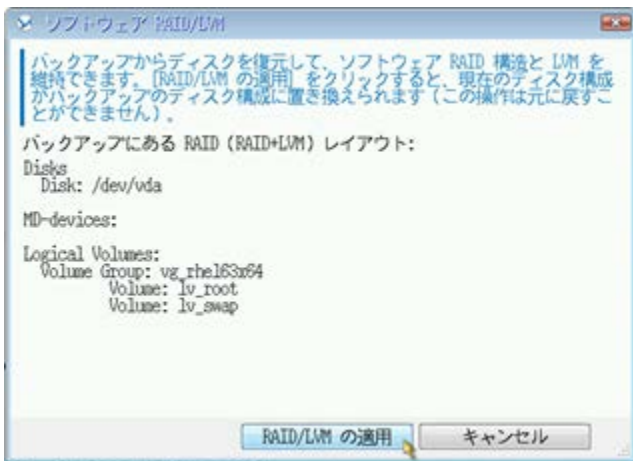 ソフトウェア RAID/LVM
バックアップからディスクを復元して、ソフトウェア RAID 構造と LVM を
維持できます。[RAID/LVM の適用] をクリックすると、現在のディスク構成
がバックアップのディスク構成に置き換えられます (この操作は元に戻すこ
とができません) 。
バックアップにある RAID (RAID+LVM) レイアウト:
Disks
Disk: /dev/vda
MD-devices:
Logical Volumes:
Volume Group: vg_rhel63x64
Volume: lv_root
Volume: lv_swap
RAID/LVM の適用
キャンセル